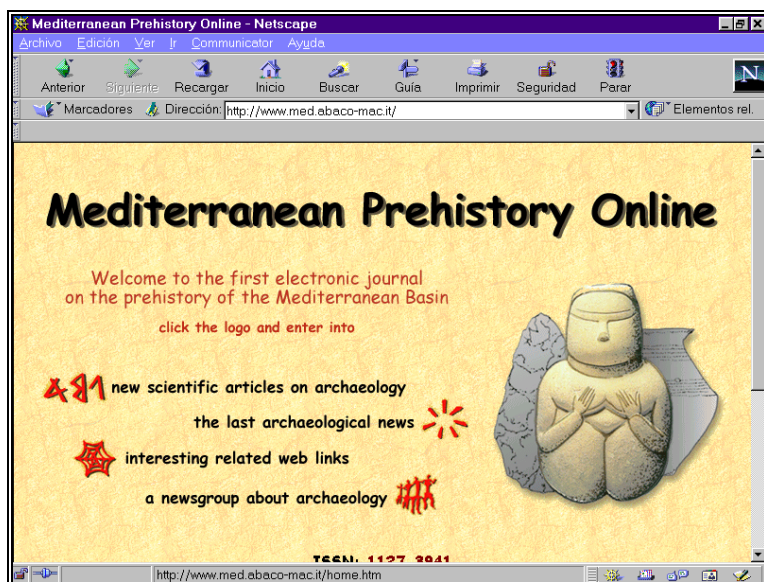 Mediterranean Prehistory Online - Netscape
Archivo Edición Ver Ir Communicator Ayuda
Anterior Siguiente Recargar Inicio Buscar Guía Imprimir Seguridad Parar
N
Marcadores Dirección: http://www.med.abaco-mac.it/ Elementos rel.
Mediterranean Prehistory Online
Welcome to the first electronic journal
on the prehistory of the Mediterranean Basin
click the logo and enter into
new scientific articles on archaeology
the last archaeological news
interesting related web links
a newsgroup about archaeology
ISSN: 1127-3941
http://www.med.abaco-mac.it/home.htm